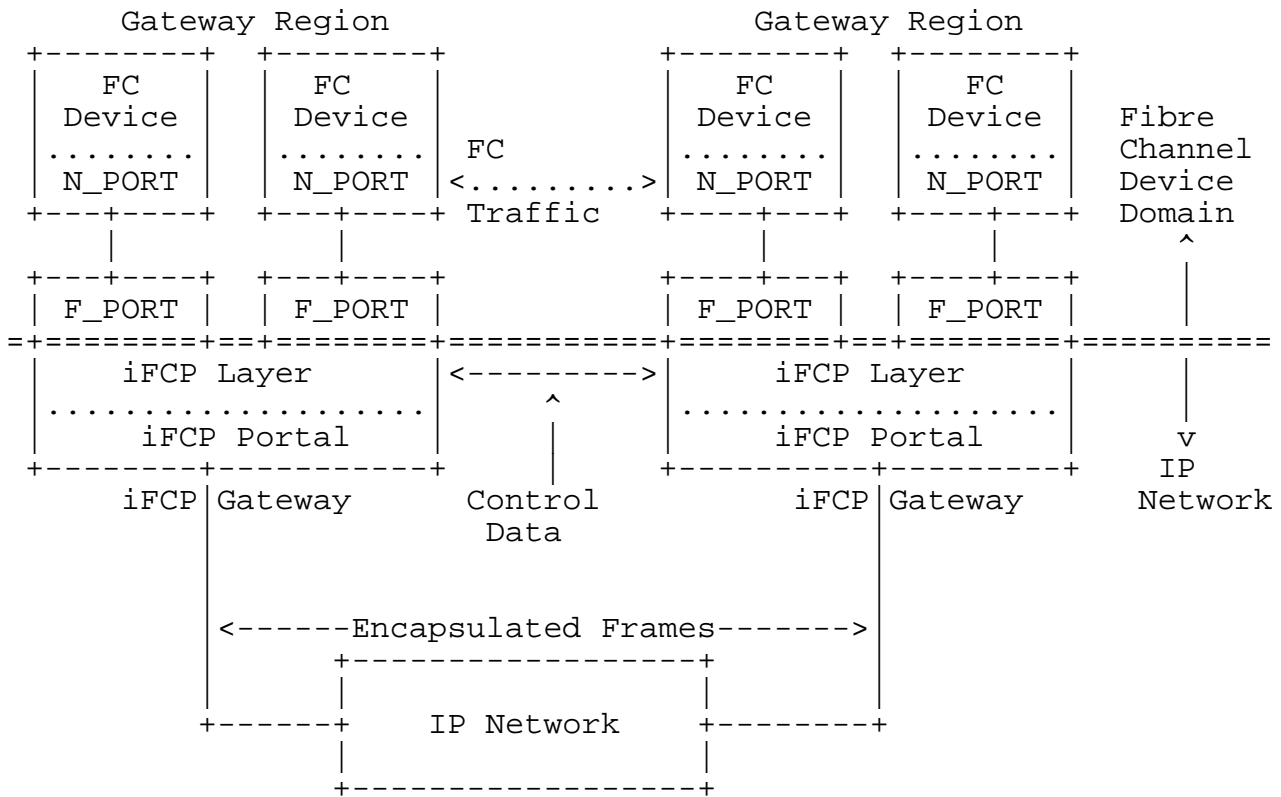 Gateway Region Gateway Region
FC FC FC FC
Device Device Device Device Fibre
........ ........ FC ........ ........ Channel
N_PORT N_PORT <.........> N_PORT N_PORT Device
Traffic Domain
F_PORT F_PORT F_PORT F_PORT
iFCP Layer <---------> iFCP Layer
iFCP Portal iFCP Portal v
IP
iFCP Gateway Control iFCP Gateway Network
Data
<------Encapsulated Frames------->
IP Network